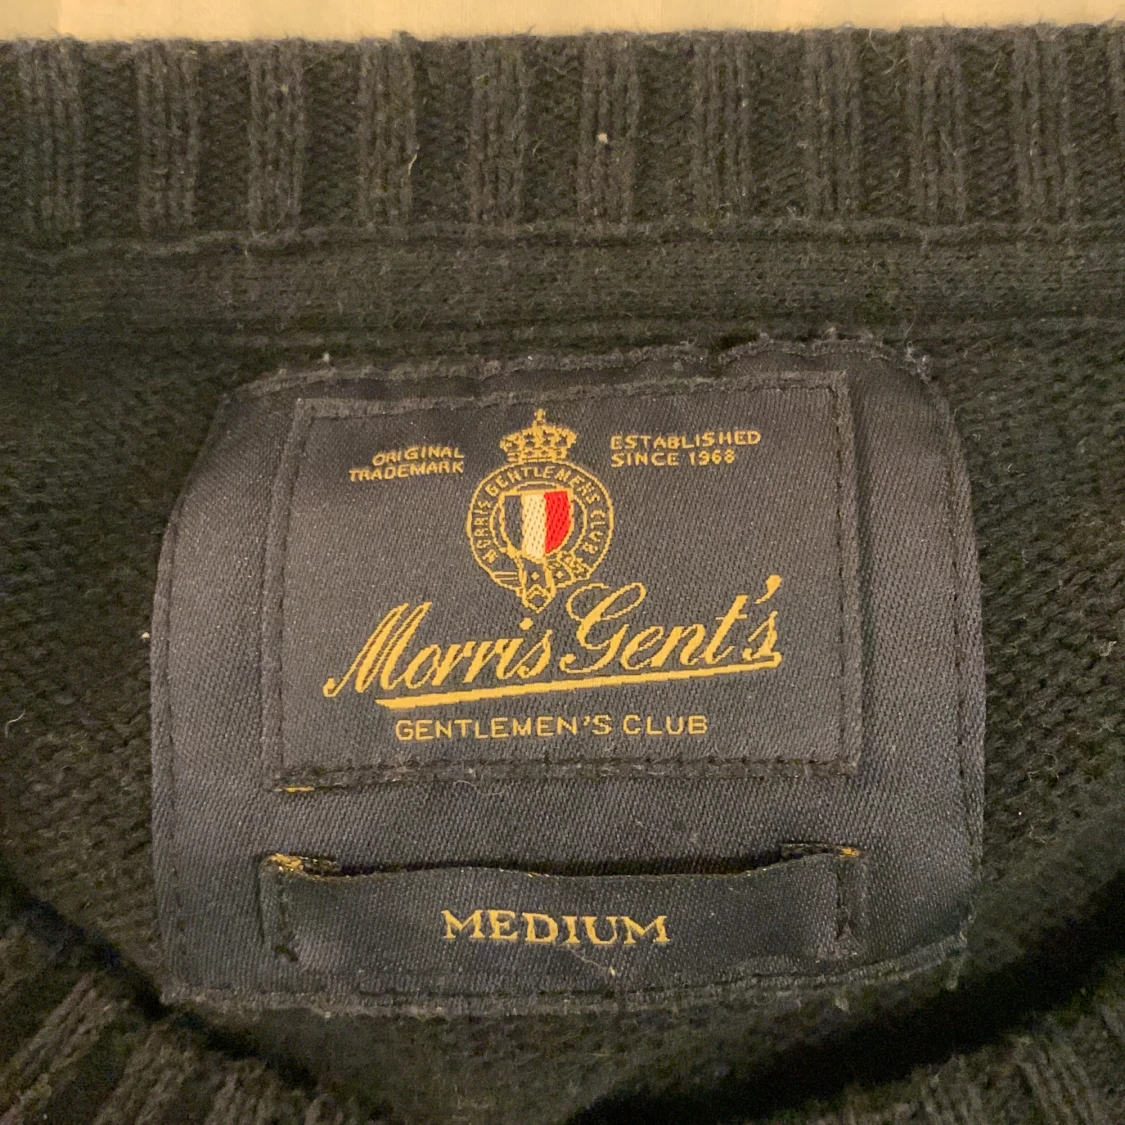 ORIGINAL
TRADEMARK
ESTABLISHED
SINCE 1968
MORRIS GENTLEMENS CLUB
Morris Gent's
GENTLEMEN'S CLUB
MEDIUM